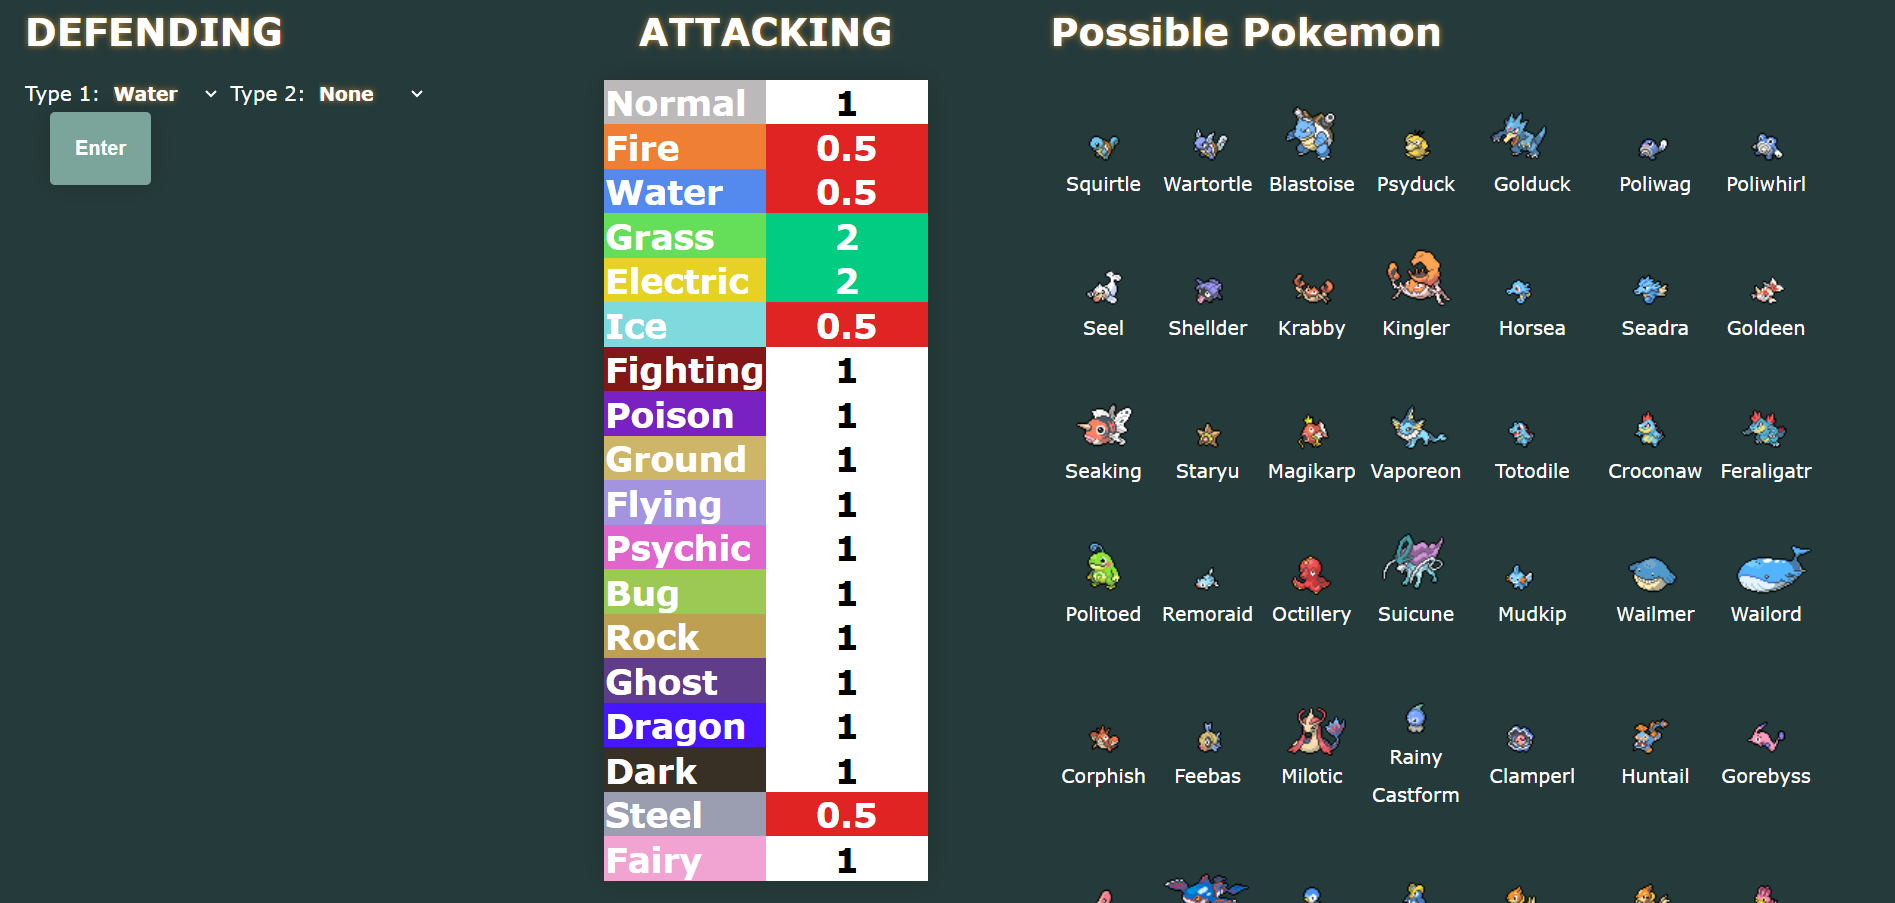 DEFENDING
Type 1: Water Type 2: None
Enter
ATTACKING
Normal 1
Fire 0.5
Water 0.5
Grass 2
Electric 2
Ice 0.5
Fighting 1
Poison 1
Ground 1
Flying 1
Psychic 1
Bug 1
Rock 1
Ghost 1
Dragon 1
Dark 1
Steel 0.5
Fairy 1
Possible Pokemon
Squirtle Wartortle Blastoise Psyduck Golduck Poliwag Poliwhirl
Seel Shellder Krabby Kingler Horsea Seadra Goldeen
Seaking Staryu Magikarp Vaporeon Totodile Croconaw Feraligatr
Politoed Remoraid Octillery Suicune Mudkip Wailmer Wailord
Corphish Feebas Milotic Rainy Castform Clamperl Huntail Gorebyss